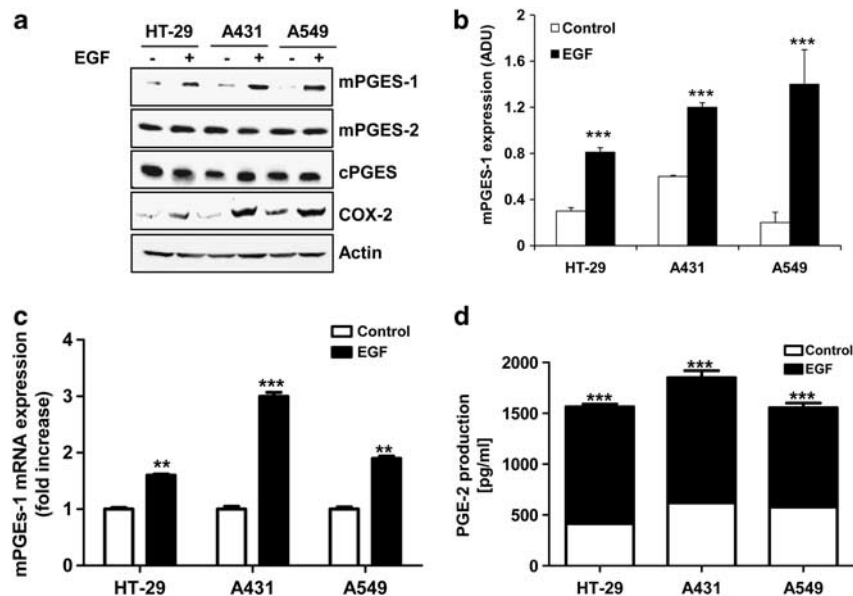 a
HT-29 A431 A549
EGF - + - + - +
mPGES-1
mPGES-2
cPGES
COX-2
Actin
b
mPGES-1 expression (ADU)
2
1.6
1.2
0.8
0.4
0
Control
EGF
***
***
***
HT-29 A431 A549
c
mPGEs-1 mRNA expression
(fold increase)
4
3
2
1
0
Control
EGF
**
***
**
HT-29 A431 A549
d
PGE-2 production
[pg/ml]
2000
1500
1000
500
0
Control
EGF
***
***
***
HT-29 A431 A549